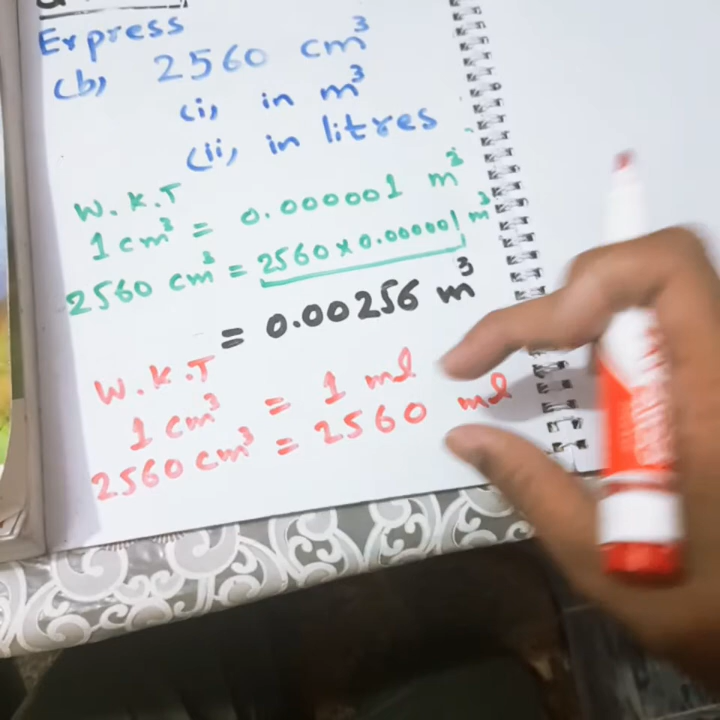 Express
(b) 2560 cm³
(i) in m³
(ii) in litres
W.K.T
1 cm³ = 0.000001 m³
2560 cm³ = 2560 × 0.000001 m³
= 0.00256 m³
W.K.T
1 cm³ = 1 ml
2560 cm³ = 2560 ml